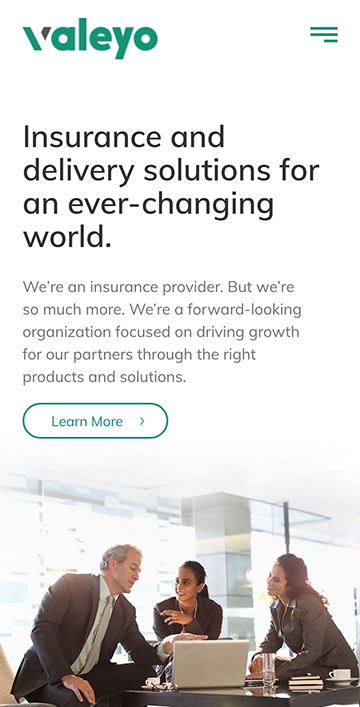 valeyo
Insurance and
delivery solutions for
an ever-changing
world.
We’re an insurance provider. But we’re
so much more. We’re a forward-looking
organization focused on driving growth
for our partners through the right
products and solutions.
Learn More